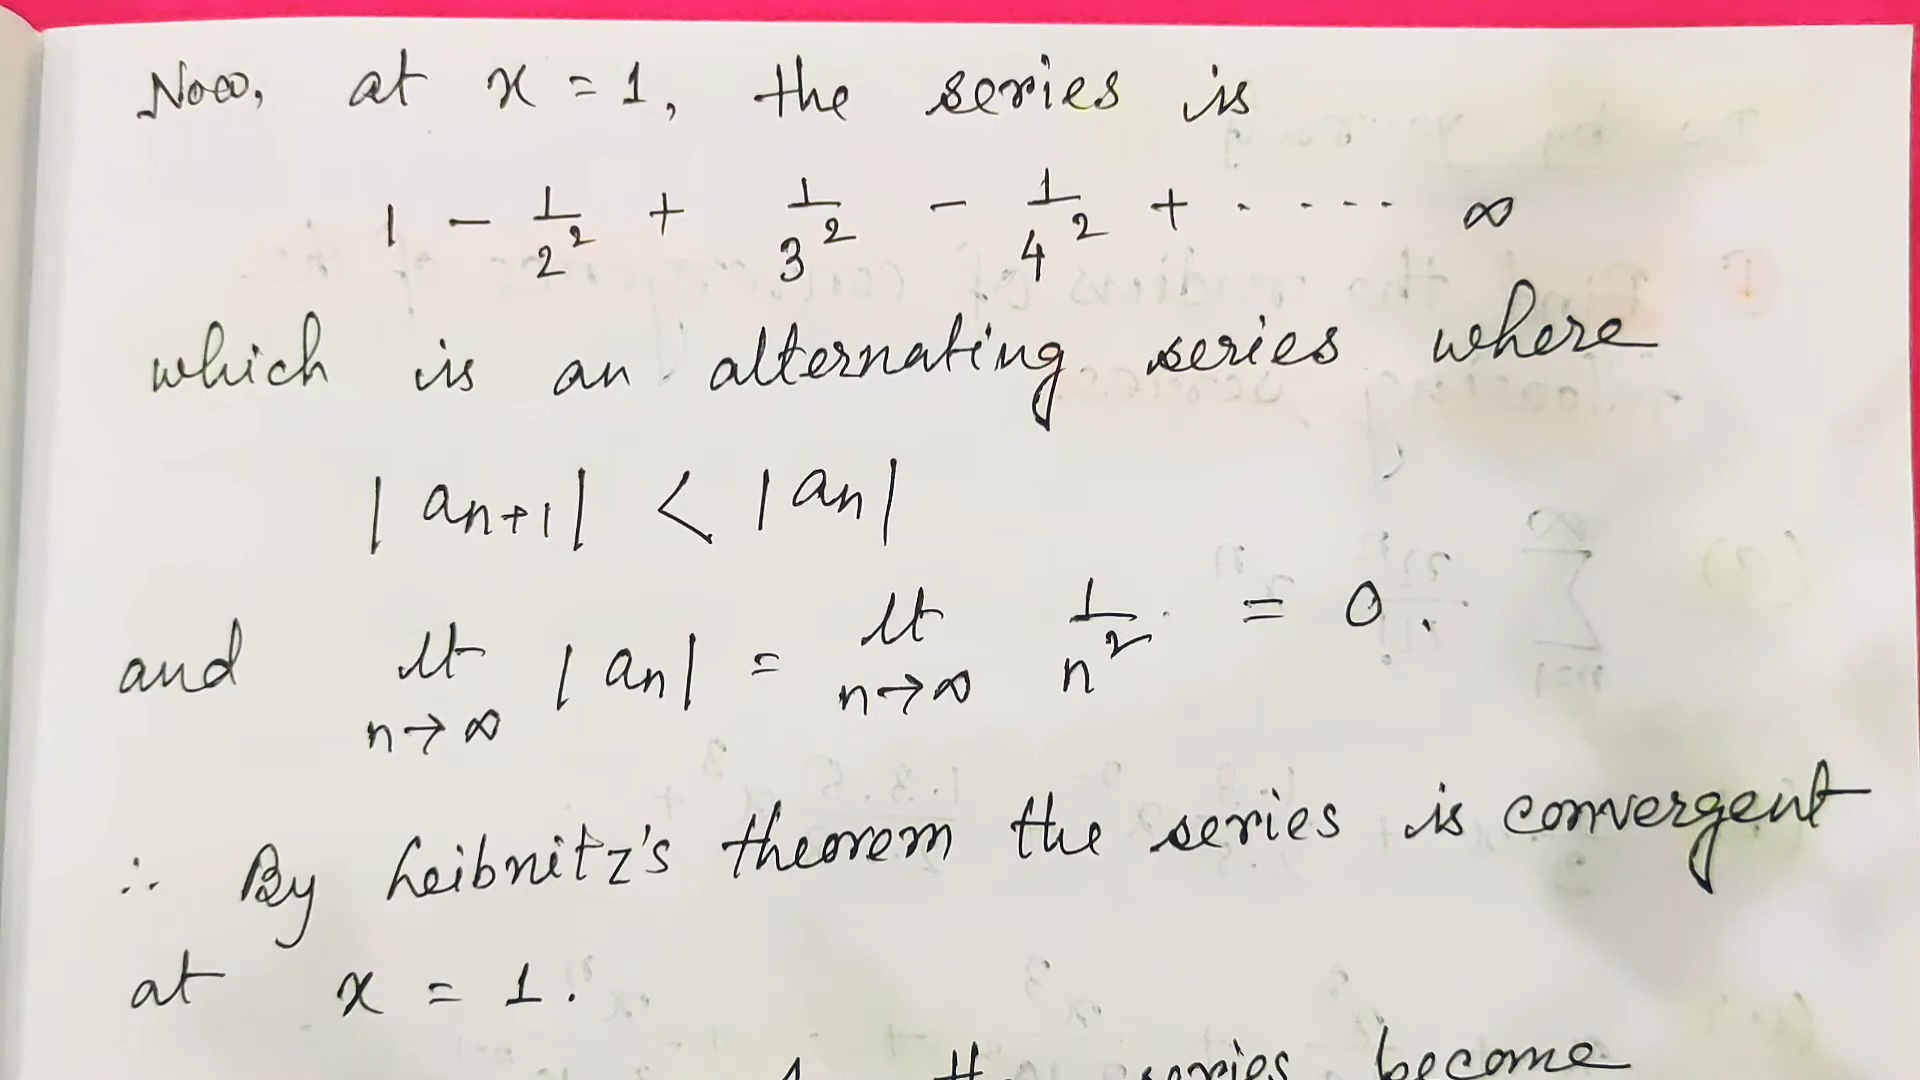 Now, at x = 1, the series is
1 - 1/2² + 1/3² - 1/4² + ..... ∞
which is an alternating series where
|an+1| < |an|
and lt n→∞ |an| = lt n→∞ 1/n² = 0.
∴ By Leibnitz's theorem the series is convergent
at x = 1.
series become